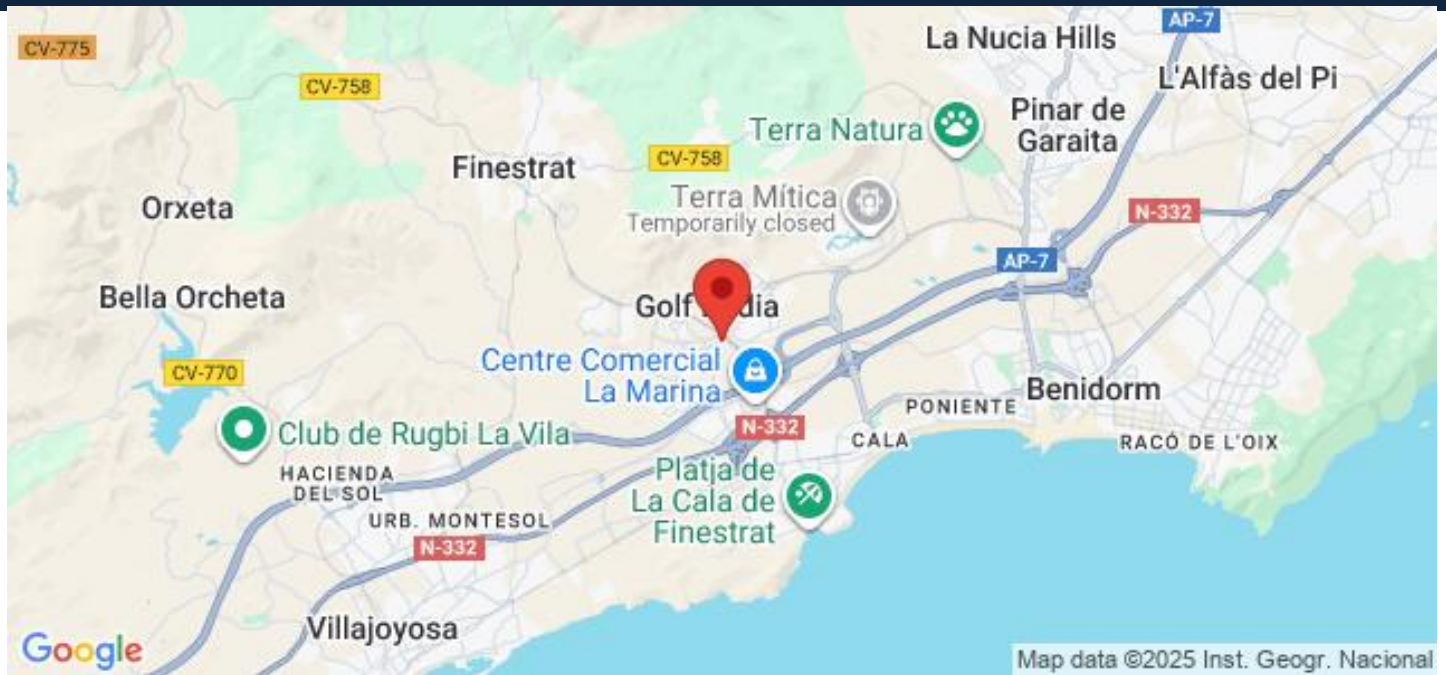 AP-7
La Nucia Hills
CV-775
L'Alfàs del Pi
CV-758
Pinar de
Garaita
Terra Natura
Finestrat
CV-758
Terra Mítica
Temporarily closed
Orxeta
N-332
AP-7
Bella Orcheta
Golf
dia
Centre Comercial
La Marina
CV-770
Benidorm
PONIENTE
N-332
CALA
RACÓ DE L'OIX
Club de Rugbi La Vila
HACIENDA
DEL SOL
Platja de
La Cala de
Finestrat
URB. MONTESOL
N-332
Villajoyosa
Google
Map data ©2025 Inst. Geogr. Nacional